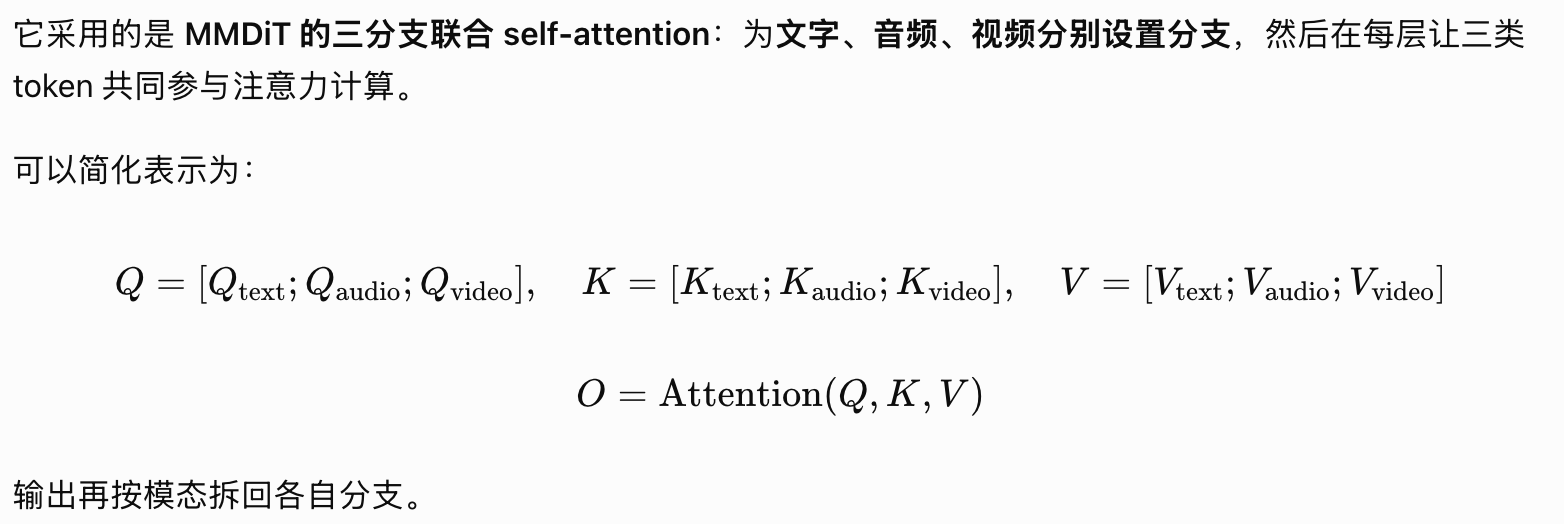 它采用的是 MMDiT 的三分支联合 self-attention：为文字、音频、视频分别设置分支，然后在每层让三类
token 共同参与注意力计算。
可以简化表示为：
Q = [Q_text; Q_audio; Q_video], K = [K_text; K_audio; K_video], V = [V_text; V_audio; V_video]
O = Attention(Q, K, V)
输出再按模态拆回各自分支。